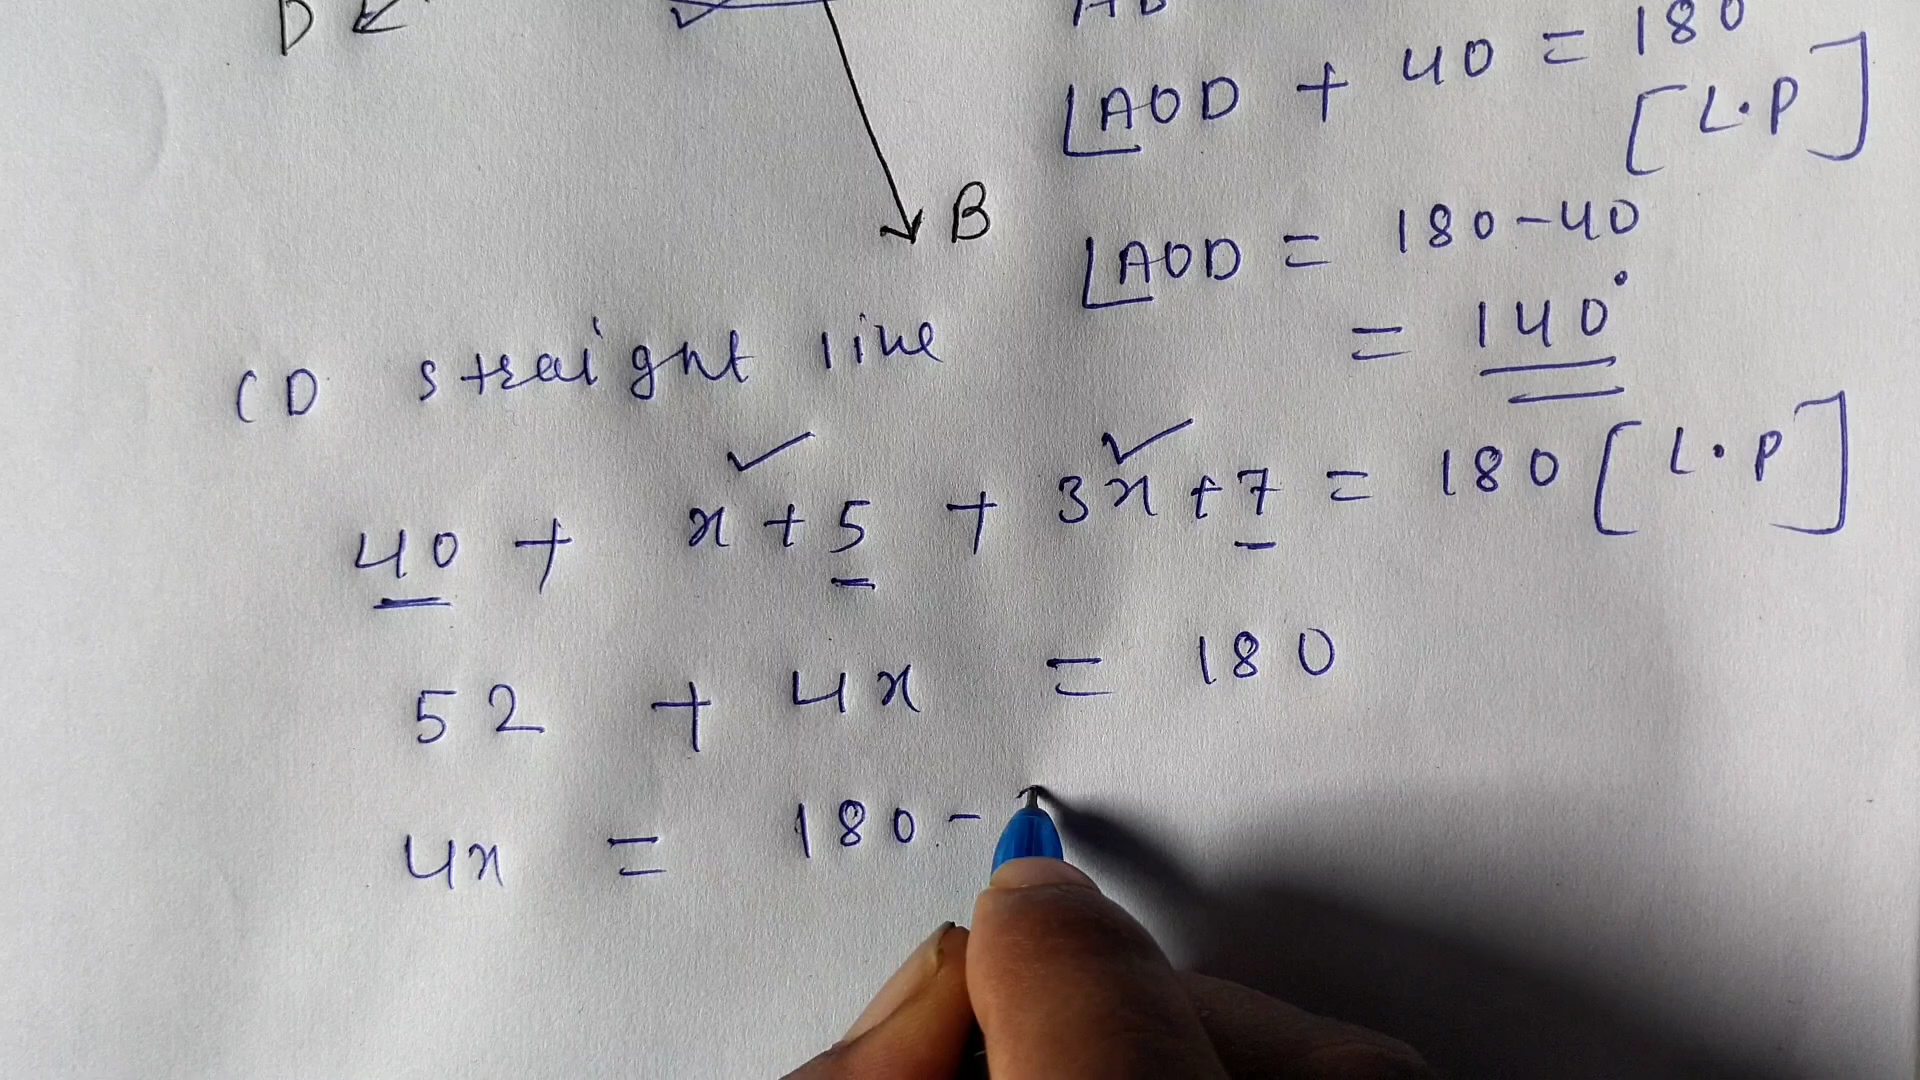 D
∠AOD + 40 = 180
[L.P]
B
∠AOD = 180-40
= 140°
CD straight line
40 + x+5 + 3x+7 = 180 [L.P]
52 + 4x = 180
4x = 180-